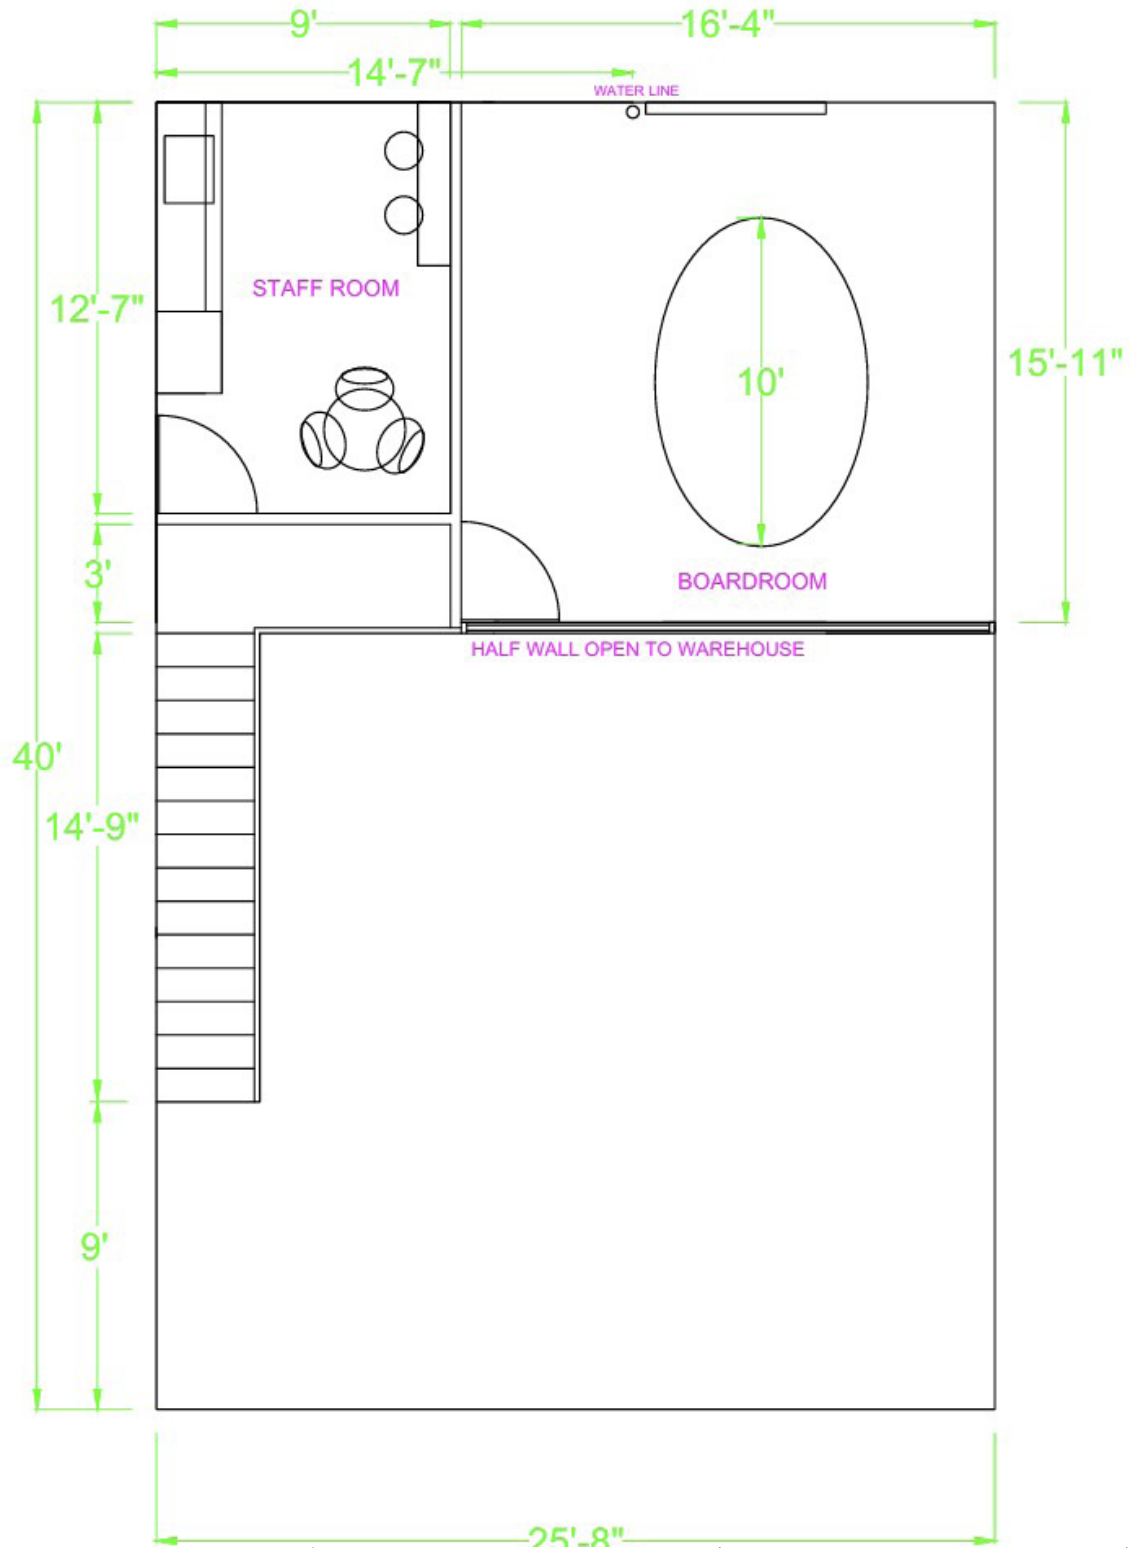 9'
16'-4"
14'-7"
WATER LINE
STAFF ROOM
12'-7"
15'-11"
10'
3'
BOARDROOM
HALF WALL OPEN TO WAREHOUSE
40'
14'-9"
9'
25'-8"